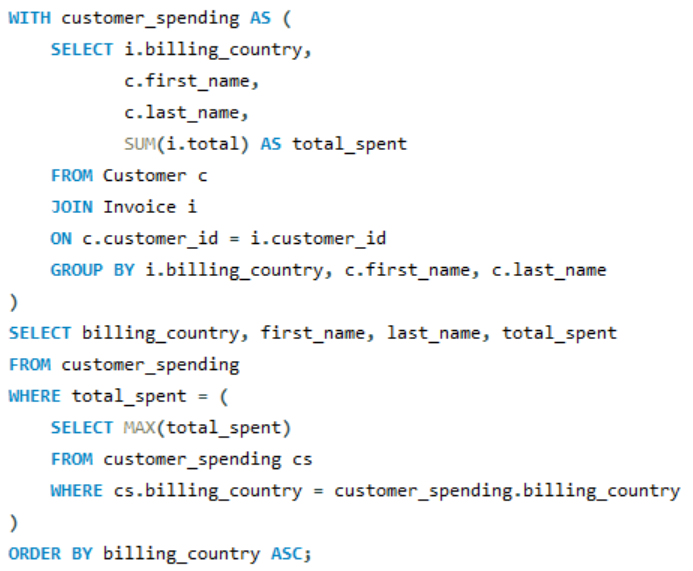 WITH customer_spending AS (
    SELECT i.billing_country,
           c.first_name,
           c.last_name,
           SUM(i.total) AS total_spent
    FROM Customer c
    JOIN Invoice i
    ON c.customer_id = i.customer_id
    GROUP BY i.billing_country, c.first_name, c.last_name
)
SELECT billing_country, first_name, last_name, total_spent
FROM customer_spending
WHERE total_spent = (
    SELECT MAX(total_spent)
    FROM customer_spending cs
    WHERE cs.billing_country = customer_spending.billing_country
)
ORDER BY billing_country ASC;